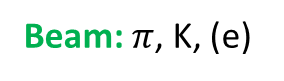 Beam: 𝜋, K, (e)